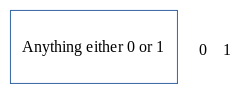 Anything either 0 or 1 0 1